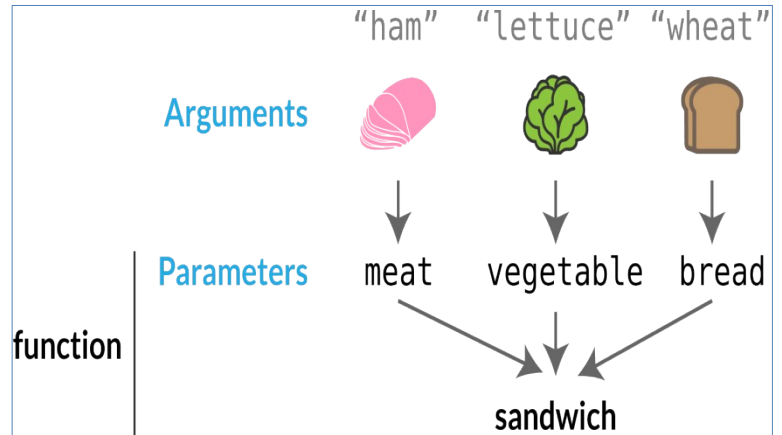 “ham” “lettuce” “wheat”
Arguments
Parameters meat vegetable bread
function
sandwich